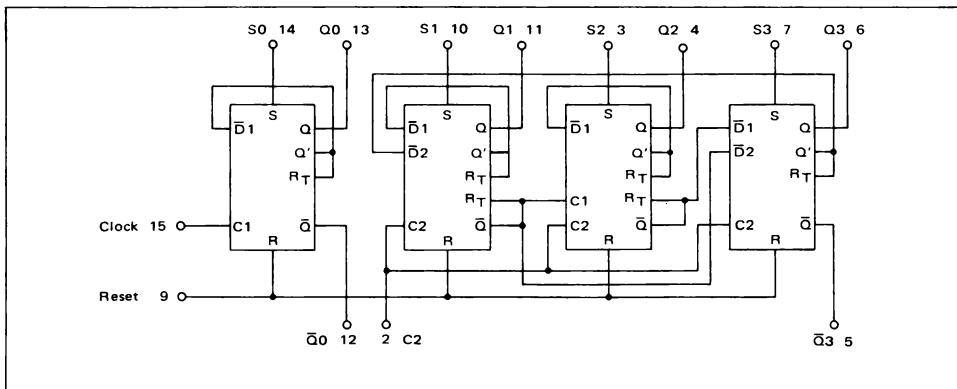 S0 14 Q0 13 S1 10 Q1 11 S2 3 Q2 4 S3 7 Q3 6
S S S S
D̅1 Q D̅1 Q D̅1 Q D̅1 Q
Q' D̅2 Q' Q' D̅2 Q'
RT RT RT RT
RT RT
Clock 15 C1 Q̅ C2 Q̅ C1 C2 Q̅ C2 Q̅
R R R R
Reset 9
Q̅0 12 2 C2 Q̅3 5